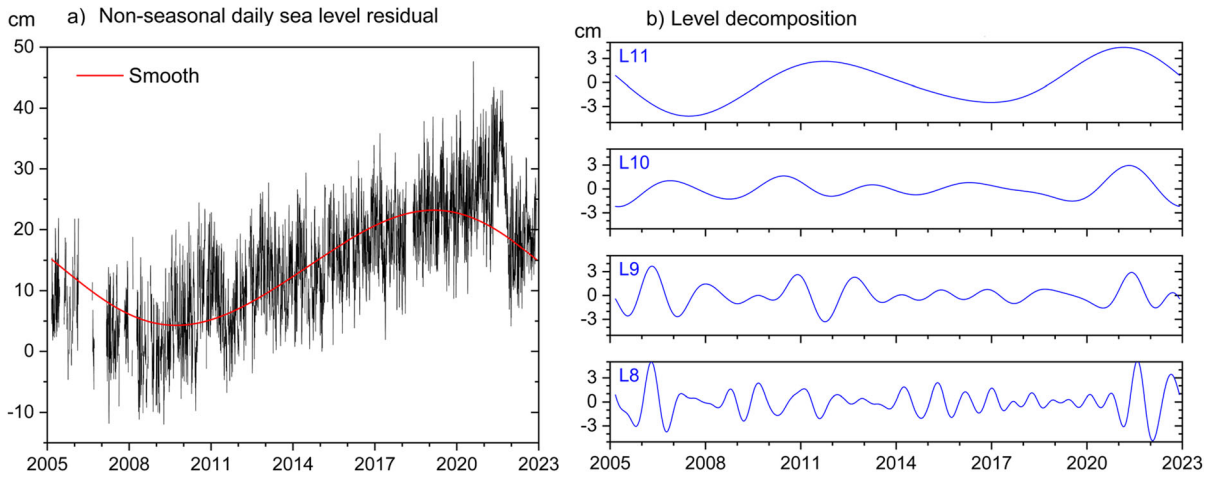 a) Non-seasonal daily sea level residual
cm
50
40
30
20
10
0
-10
Smooth
2005 2008 2011 2014 2017 2020 2023
b) Level decomposition
cm
L11
3
0
-3
L10
3
0
-3
L9
3
0
-3
L8
3
0
-3
2005 2008 2011 2014 2017 2020 2023